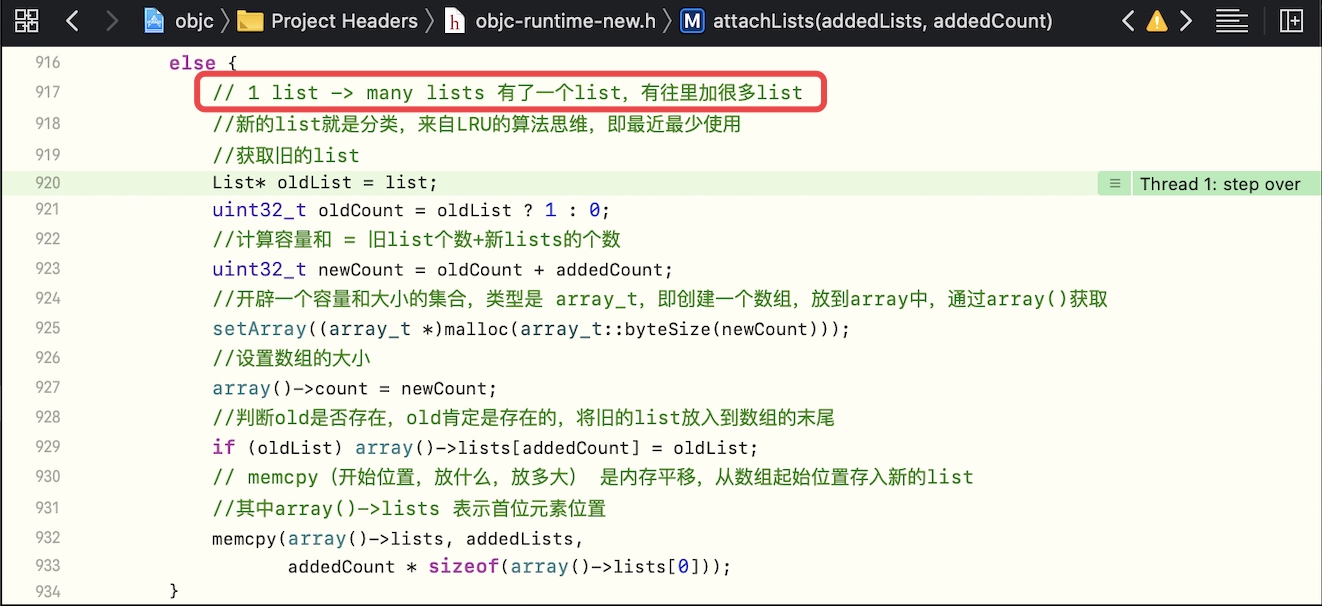 objc 〉 Project Headers 〉 h objc-runtime-new.h 〉 M attachLists(addedLists, addedCount)
916 else {
917 // 1 list -> many lists 有了一个list，有往里加很多list
918 //新的list就是分类，来自LRU的算法思维，即最近最少使用
919 //获取旧的list
920 List* oldList = list; Thread 1: step over
921 uint32_t oldCount = oldList ? 1 : 0;
922 //计算容量和 = 旧list个数+新lists的个数
923 uint32_t newCount = oldCount + addedCount;
924 //开辟一个容量和大小的集合，类型是 array_t，即创建一个数组，放到array中，通过array()获取
925 setArray((array_t *)malloc(array_t::byteSize(newCount)));
926 //设置数组的大小
927 array()->count = newCount;
928 //判断old是否存在，old肯定是存在的，将旧的list放入到数组的末尾
929 if (oldList) array()->lists[addedCount] = oldList;
930 // memcpy（开始位置，放什么，放多大） 是内存平移，从数组起始位置存入新的list
931 //其中array()->lists 表示首位元素位置
932 memcpy(array()->lists, addedLists,
933 addedCount * sizeof(array()->lists[0]));
934 }